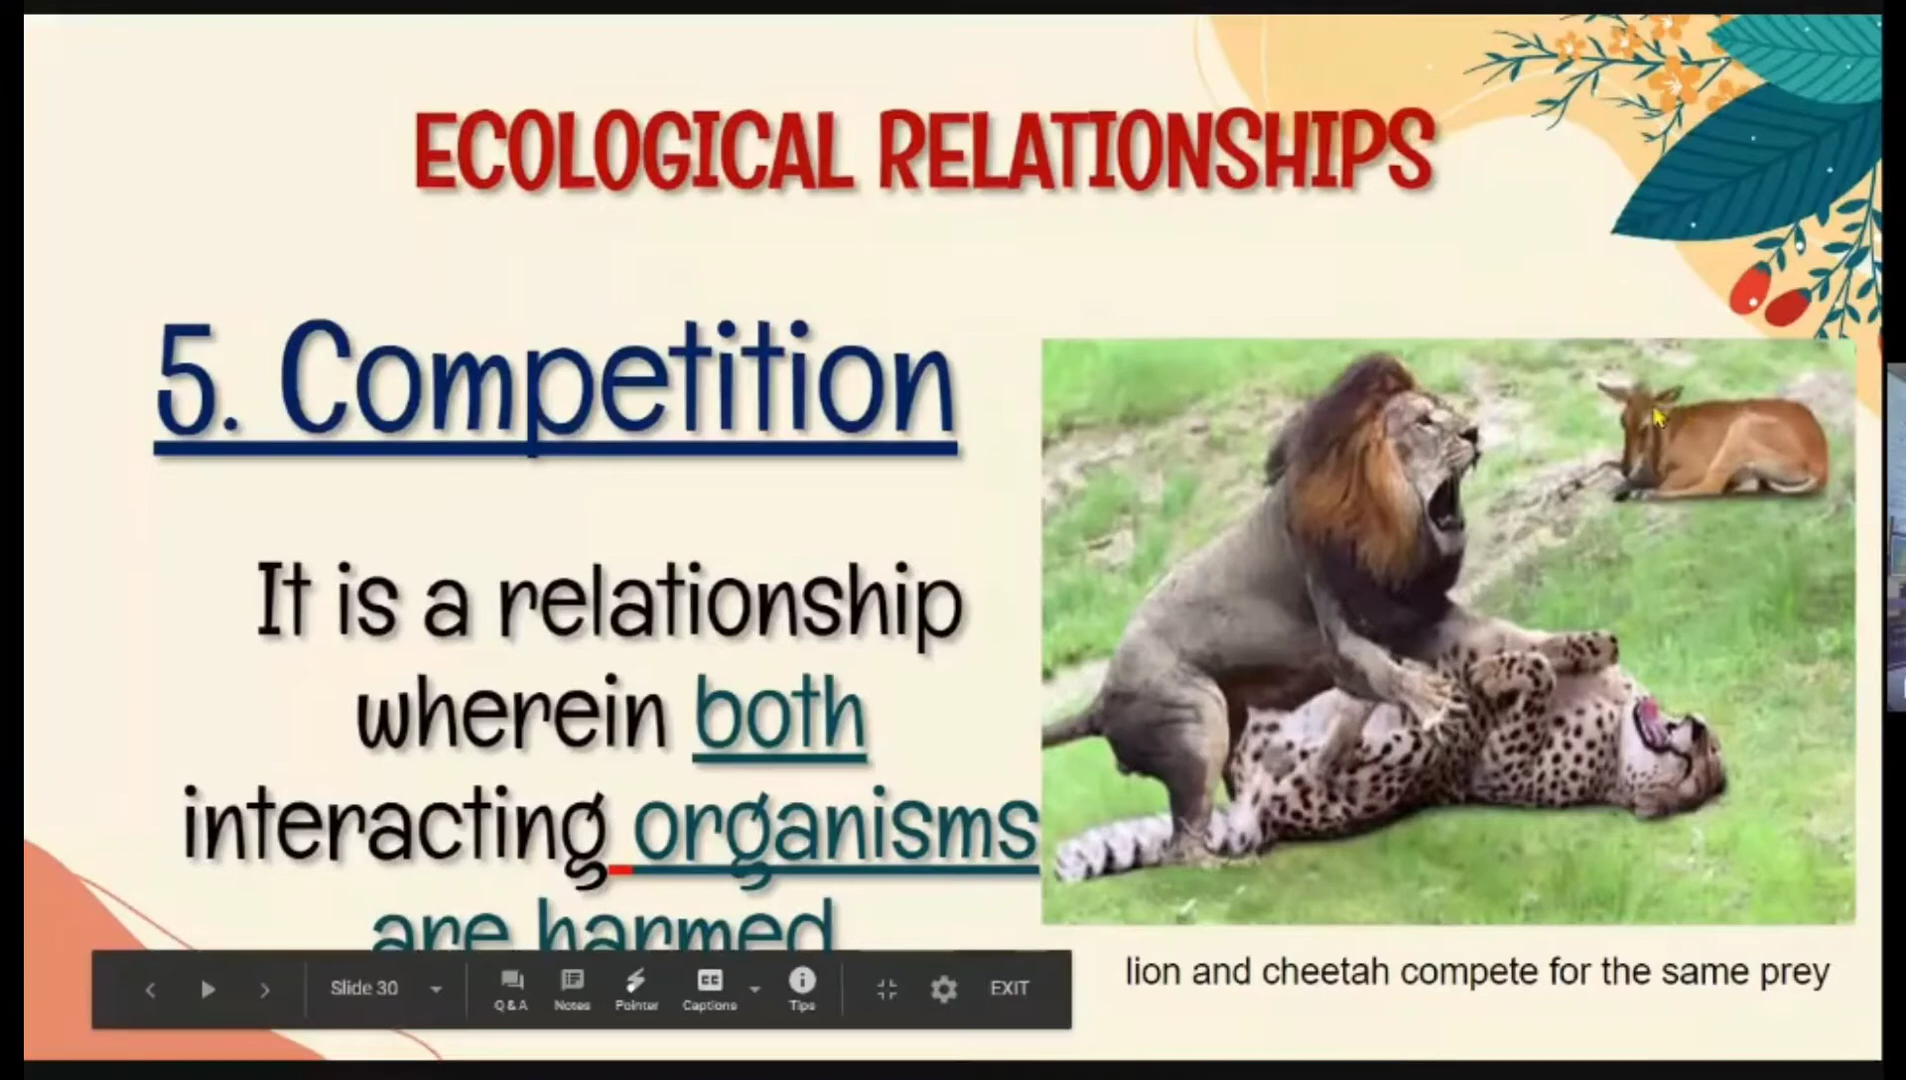 ECOLOGICAL RELATIONSHIPS
5. Competition
It is a relationship
wherein both
interacting organisms
are harmed
lion and cheetah compete for the same prey
Slide 30
Q & A
Notes
Pointer
CC
Captions
Tips
EXIT